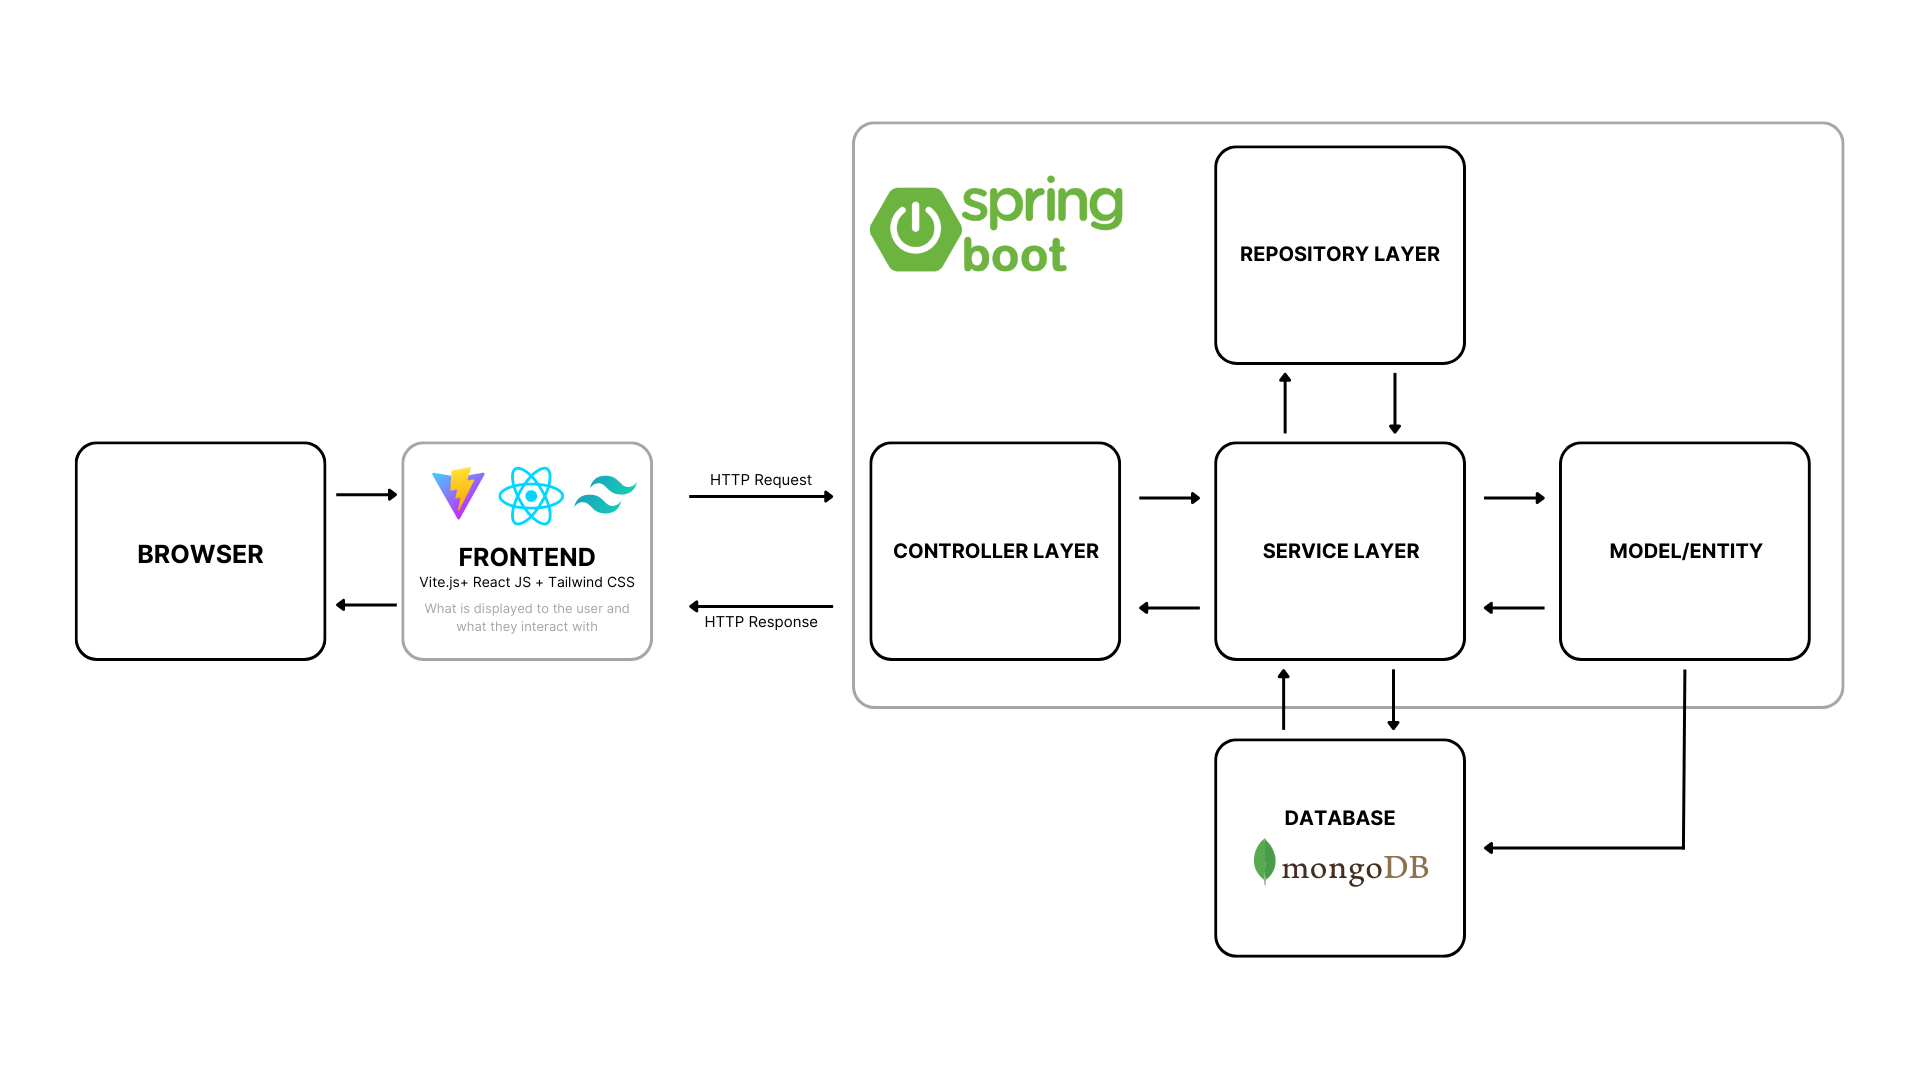 spring
boot
REPOSITORY LAYER
BROWSER
FRONTEND
Vite.js+ React JS + Tailwind CSS
What is displayed to the user and
what they interact with
HTTP Request
HTTP Response
CONTROLLER LAYER
SERVICE LAYER
MODEL/ENTITY
DATABASE
mongoDB